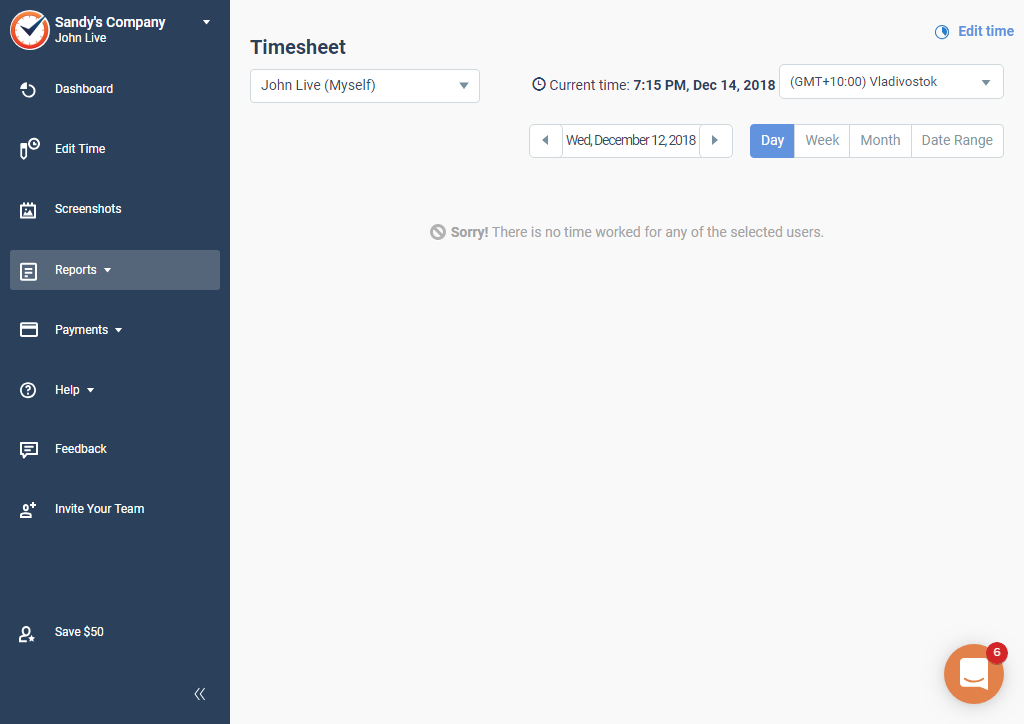 Sandy's Company
John Live
Dashboard
Edit Time
Screenshots
Reports
Payments
Help
Feedback
Invite Your Team
Save $50
Edit time
Timesheet
John Live (Myself)
Current time: 7:15 PM, Dec 14, 2018
(GMT+10:00) Vladivostok
Wed, December 12, 2018
Day
Week
Month
Date Range
Sorry! There is no time worked for any of the selected users.
6